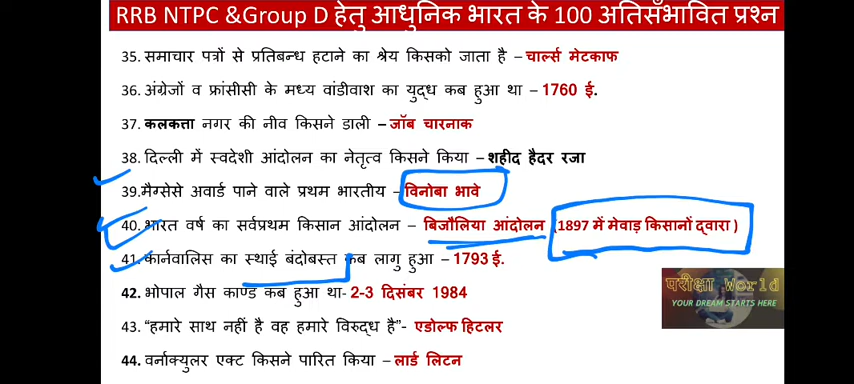 RRB NTPC &Group D हेतु आधुनिक भारत के 100 अतिसँभावित प्रश्न
35. समाचार पत्रों से प्रतिबन्ध हटाने का श्रेय किसको जाता है – चार्ल्स मेटकाफ
36. अंग्रेजों व फ्रांसीसी के मध्य वांडीवाश का युद्ध कब हुआ था – 1760 ई.
37. कलकत्ता नगर की नीव किसने डाली – जॉब चारनाक
38. दिल्ली में स्वदेशी आंदोलन का नेतृत्व किसने किया – शहीद हैदर रजा
39. मैग्सेसे अवार्ड पाने वाले प्रथम भारतीय – विनोबा भावे
40. भारत वर्ष का सर्वप्रथम किसान आंदोलन – बिजौलिया आंदोलन (1897 में मेवाड़ किसानों द्वारा )
41. कार्नवालिस का स्थाई बंदोबस्त कब लागु हुआ – 1793 ई.
42. भोपाल गैस काण्ड कब हुआ था- 2-3 दिसंबर 1984
43. “हमारे साथ नहीं है वह हमारे विरुद्ध है”- एडोल्फ हिटलर
44. वर्नाक्युलर एक्ट किसने पारित किया – लार्ड लिटन
परीक्षा World
YOUR DREAM STARTS HERE